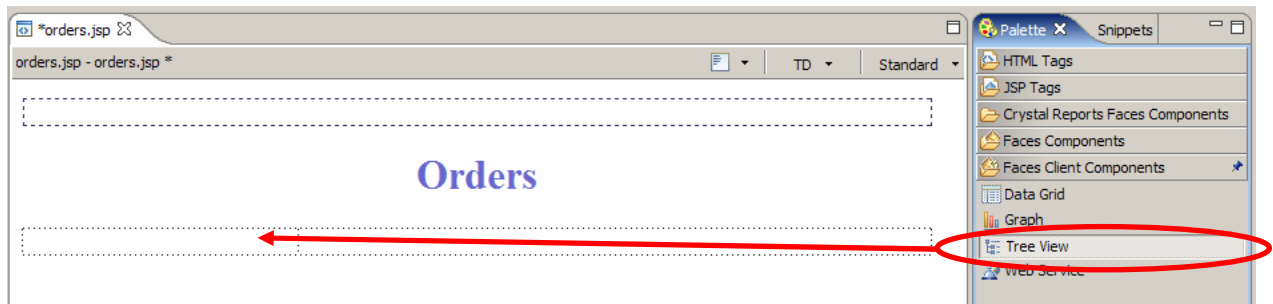 *orders.jsp
orders.jsp - orders.jsp *
TD
Standard
Orders
Palette
Snippets
HTML Tags
JSP Tags
Crystal Reports Faces Components
Faces Components
Faces Client Components
Data Grid
Graph
Tree View
Web Service